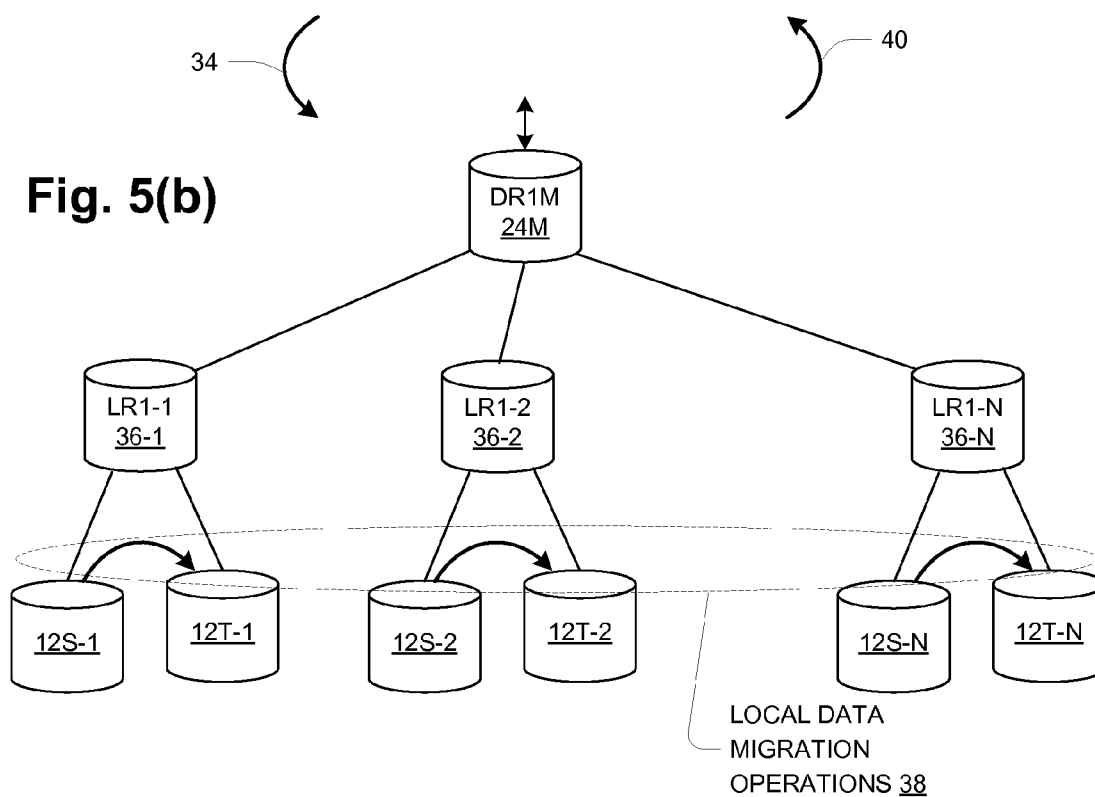 34
40
Fig. 5(b)
DR1M
24M
LR1-1
36-1
LR1-2
36-2
LR1-N
36-N
12S-1
12T-1
12S-2
12T-2
12S-N
12T-N
LOCAL DATA
MIGRATION
OPERATIONS 38